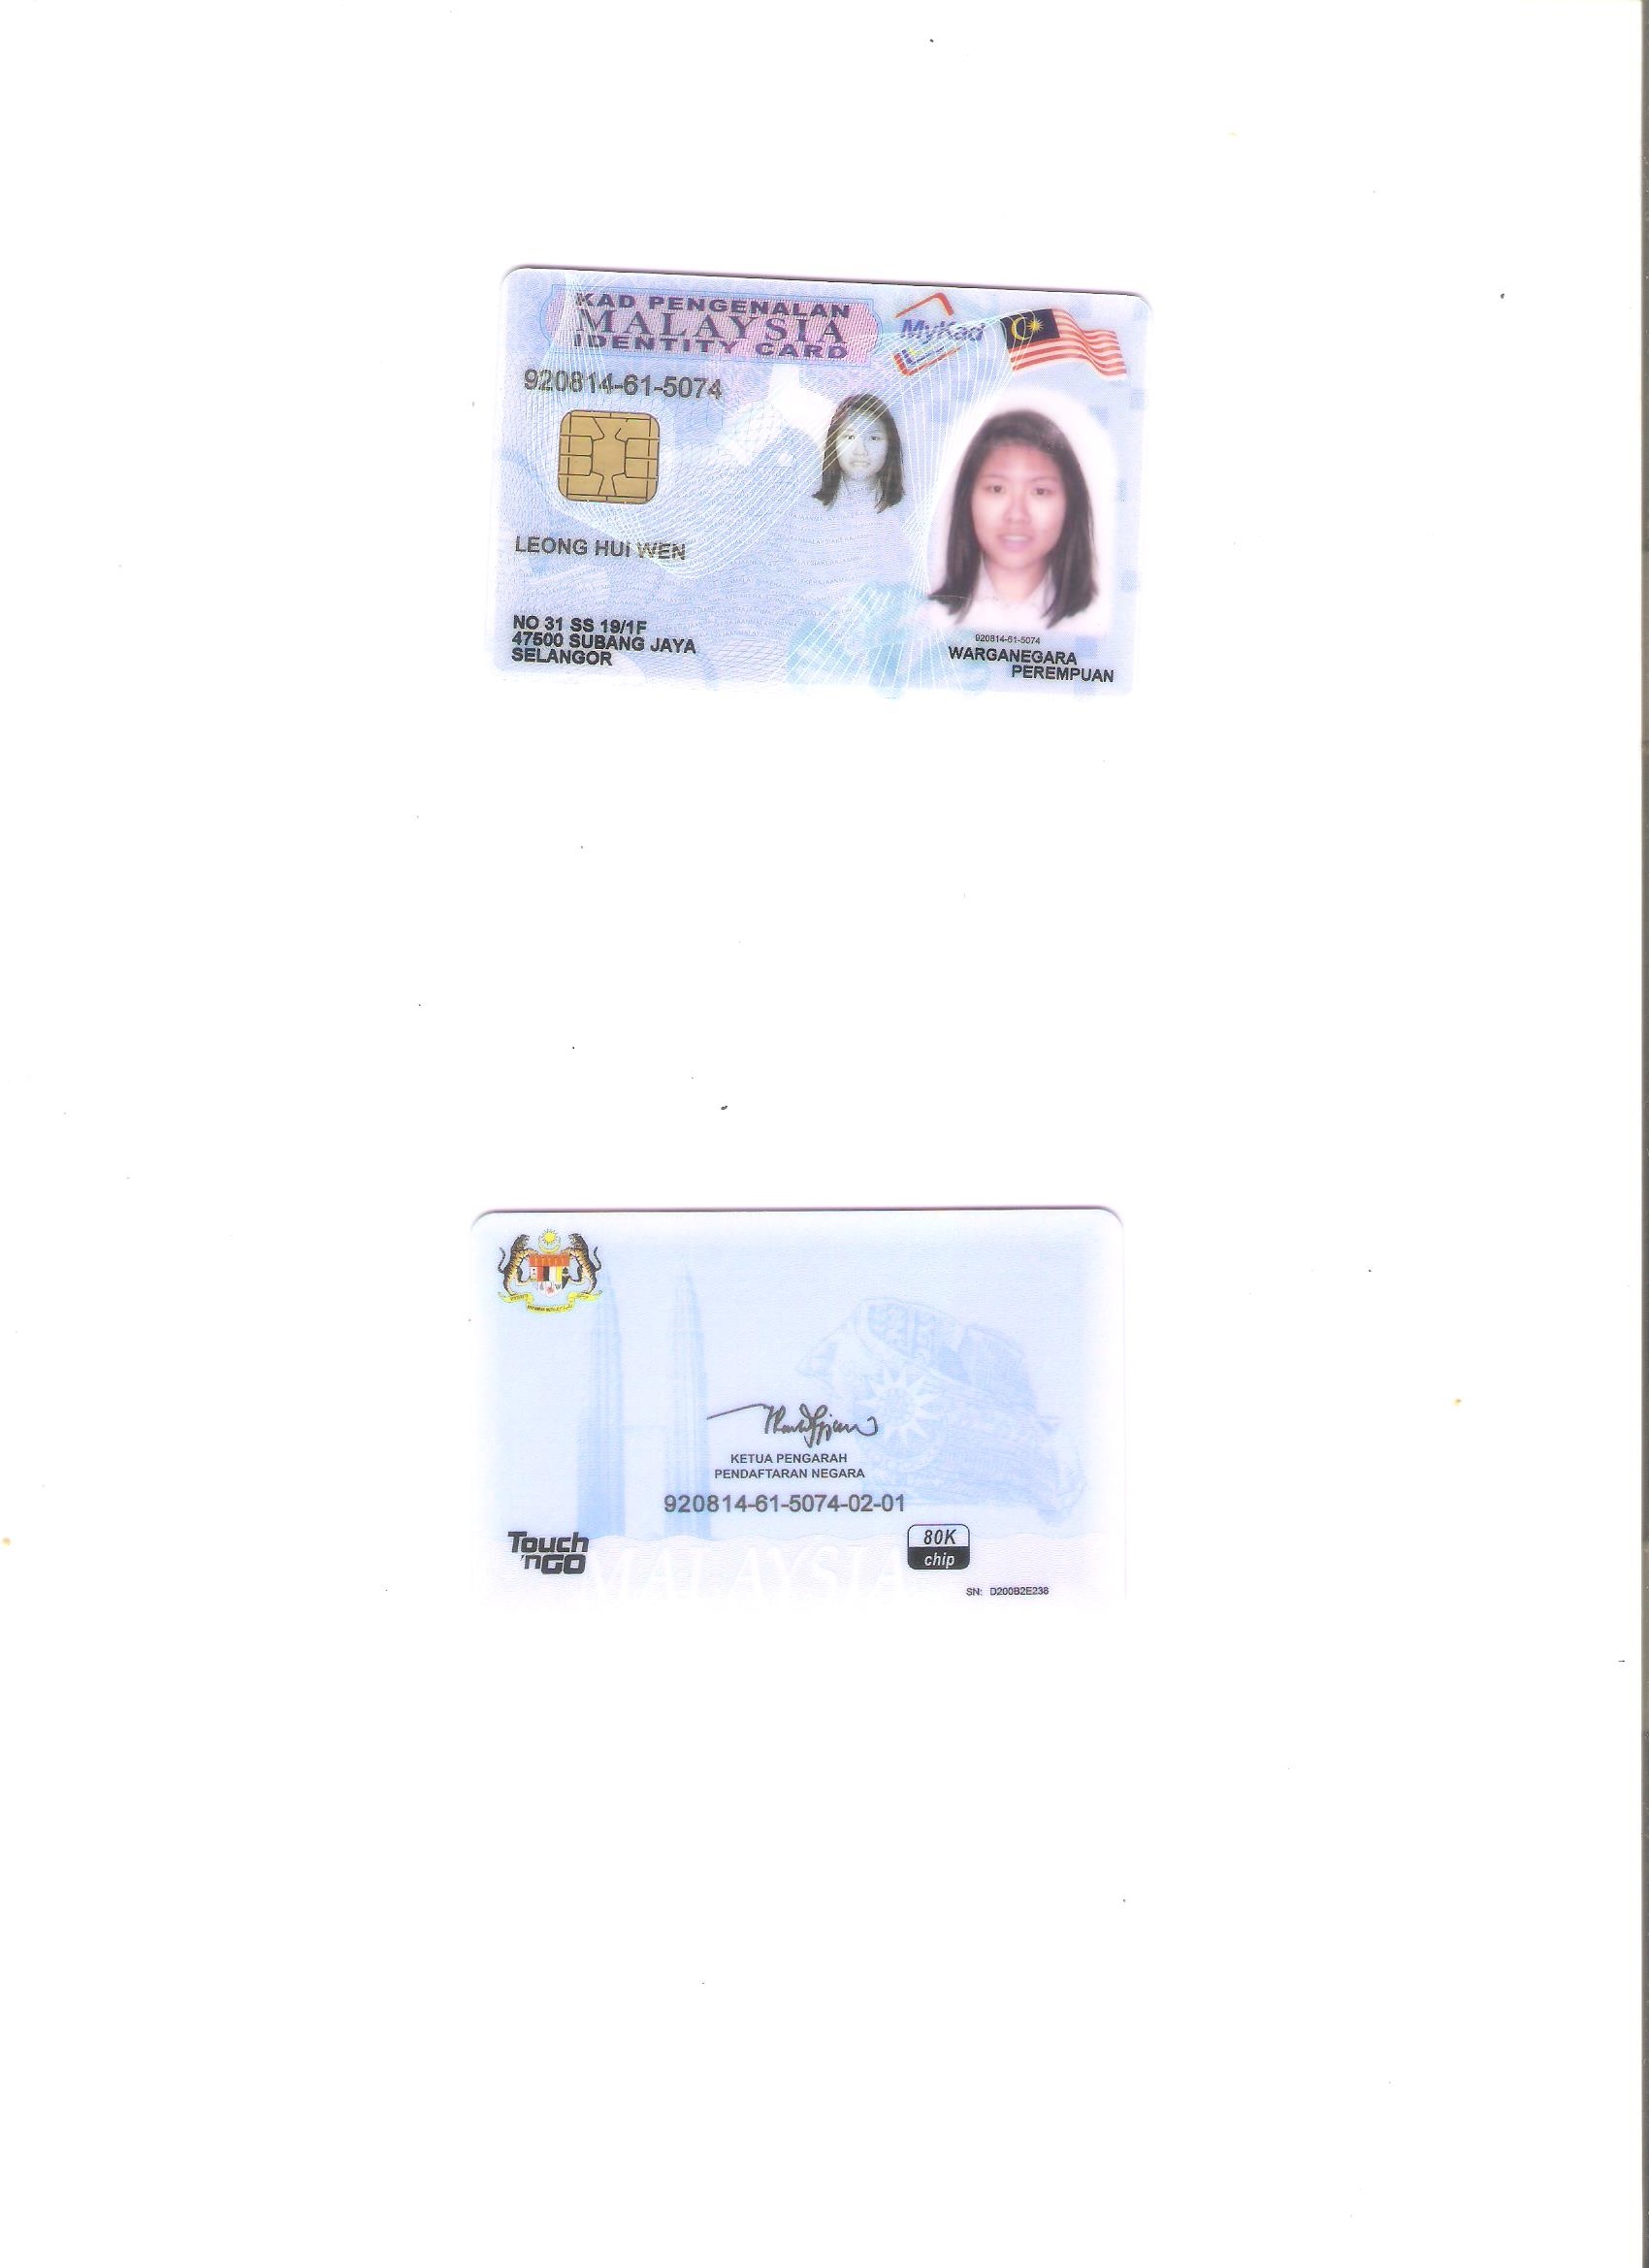 KAD PENGENALAN
MALAYSIA
IDENTITY CARD
MyKad
920814-61-5074
LEONG HUI WEN
NO 31 SS 19/1F
47500 SUBANG JAYA
SELANGOR
920814-61-5074
WARGANEGARA
PEREMPUAN
KETUA PENGARAH
PENDAFTARAN NEGARA
920814-61-5074-02-01
Touch
'nGO
80K
chip
MALAYSIA
SN: D200B2E238